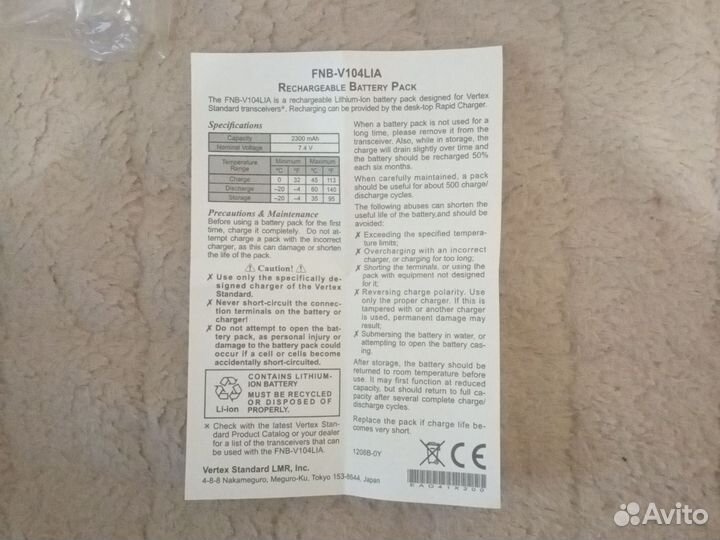 FNB-V104LIA
RECHARGEABLE BATTERY PACK
The FNB-V104LIA is a rechargeable Lithium-Ion battery pack designed for Vertex
Standard transceivers*. Recharging can be provided by the desk-top Rapid Charger.
Specifications
Capacity 2300 mAh
Nominal Voltage 7.4 V
Temperature Range Minimum Maximum
°C °F °C °F
Charge 0 32 45 113
Discharge -20 -4 60 140
Storage -20 -4 35 95
Precautions & Maintenance
Before using a battery pack for the first
time, charge it completely. Do not at-
tempt charge a pack with the incorrect
charger, as this can damage or shorten
the life of the pack.
⚠ Caution! ⚠
✗ Use only the specifically de-
signed charger of the Vertex
Standard.
✗ Never short-circuit the connec-
tion terminals on the battery or
charger!
✗ Do not attempt to open the bat-
tery pack, as personal injury or
damage to the battery pack could
occur if a cell or cells become
accidentally short-circuited.
Li-ion
CONTAINS LITHIUM-
ION BATTERY
MUST BE RECYCLED
OR DISPOSED OF
PROPERLY.
※ Check with the latest Vertex Stan-
dard Product Catalog or your dealer
for a list of the transceivers that can
be used with the FNB-V104LIA.
Vertex Standard LMR, Inc.
4-8-8 Nakameguro, Meguro-Ku, Tokyo 153-8644, Japan
When a battery pack is not used for a
long time, please remove it from the
transceiver. Also, while in storage, the
charge will drain slightly over time and
the battery should be recharged 50%
each six months.
When carefully maintained, a pack
should be useful for about 500 charge/
discharge cycles.
The following abuses can shorten the
useful life of the battery,and should be
avoided:
✗ Exceeding the specified tempera-
ture limits;
✗ Overcharging with an incorrect
charger, or charging for too long;
✗ Shorting the terminals, or using the
pack with equipment not designed
for it;
✗ Reversing charge polarity. Use
only the proper charger. If this is
tampered with or another charger
is used, permanent damage may
result;
✗ Submersing the battery in water, or
attempting to open the battery cas-
ing.
After storage, the battery should be
returned to room temperature before
use. It may first function at reduced
capacity, but should return to full ca-
pacity after several complete charge/
discharge cycles.
Replace the pack if charge life be-
comes very short.
1206B-0Y
CE
EA041X200
Avito